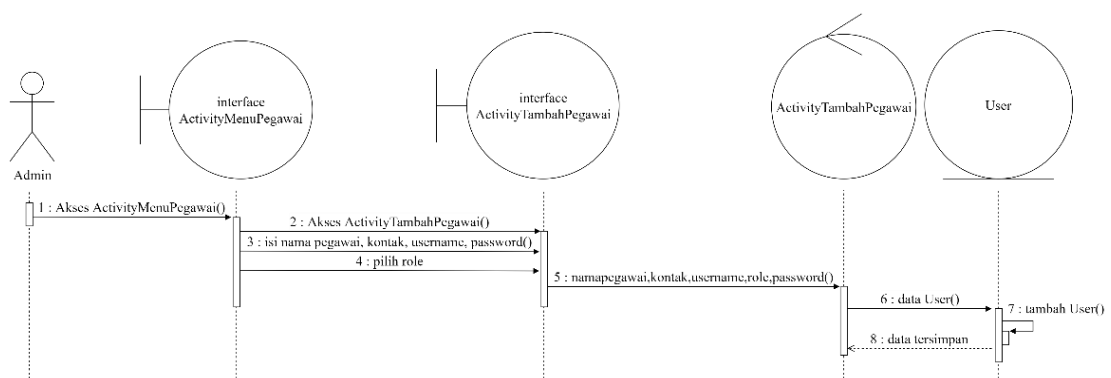 interface
ActivityMenuPegawai
interface
ActivityTambahPegawai
ActivityTambahPegawai
User
Admin
1 : Akses ActivityMenuPegawai()
2 : Akses ActivityTambahPegawai()
3 : isi nama pegawai, kontak, username, password()
4 : pilih role
5 : namapegawai,kontak,username,role,password()
6 : data User()
7 : tambah User()
8 : data tersimpan